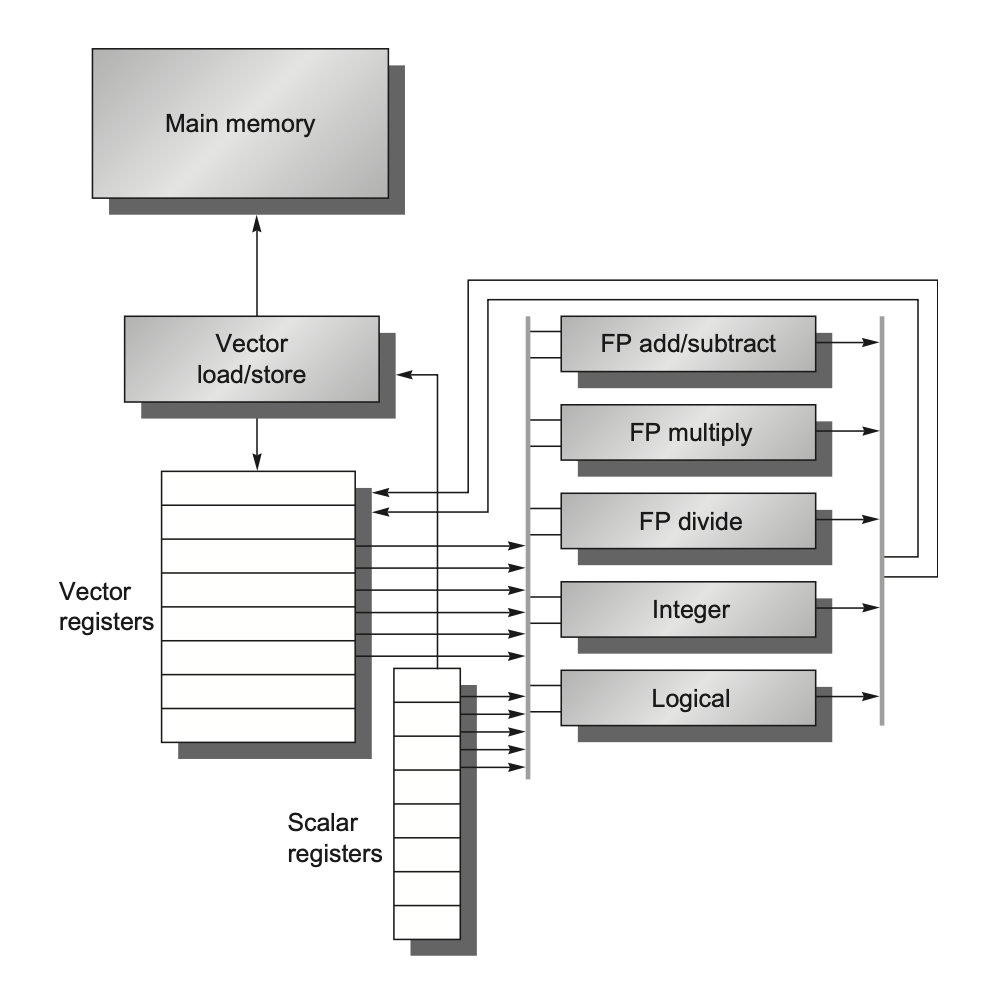 Main memory
Vector
load/store
FP add/subtract
FP multiply
FP divide
Integer
Logical
Vector
registers
Scalar
registers